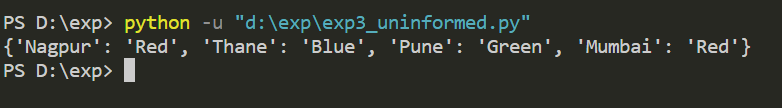 PS D:\exp> python -u "d:\exp\exp3_uninformed.py"
{'Nagpur': 'Red', 'Thane': 'Blue', 'Pune': 'Green', 'Mumbai': 'Red'}
PS D:\exp>